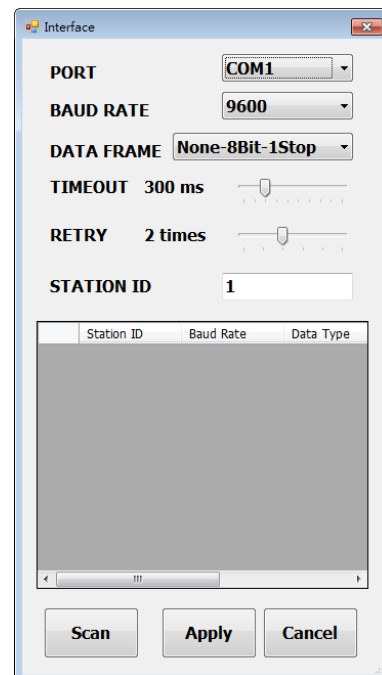 Interface
PORT COM1
BAUD RATE 9600
DATA FRAME None-8Bit-1Stop
TIMEOUT 300 ms
RETRY 2 times
STATION ID 1
Station ID Baud Rate Data Type
Scan Apply Cancel